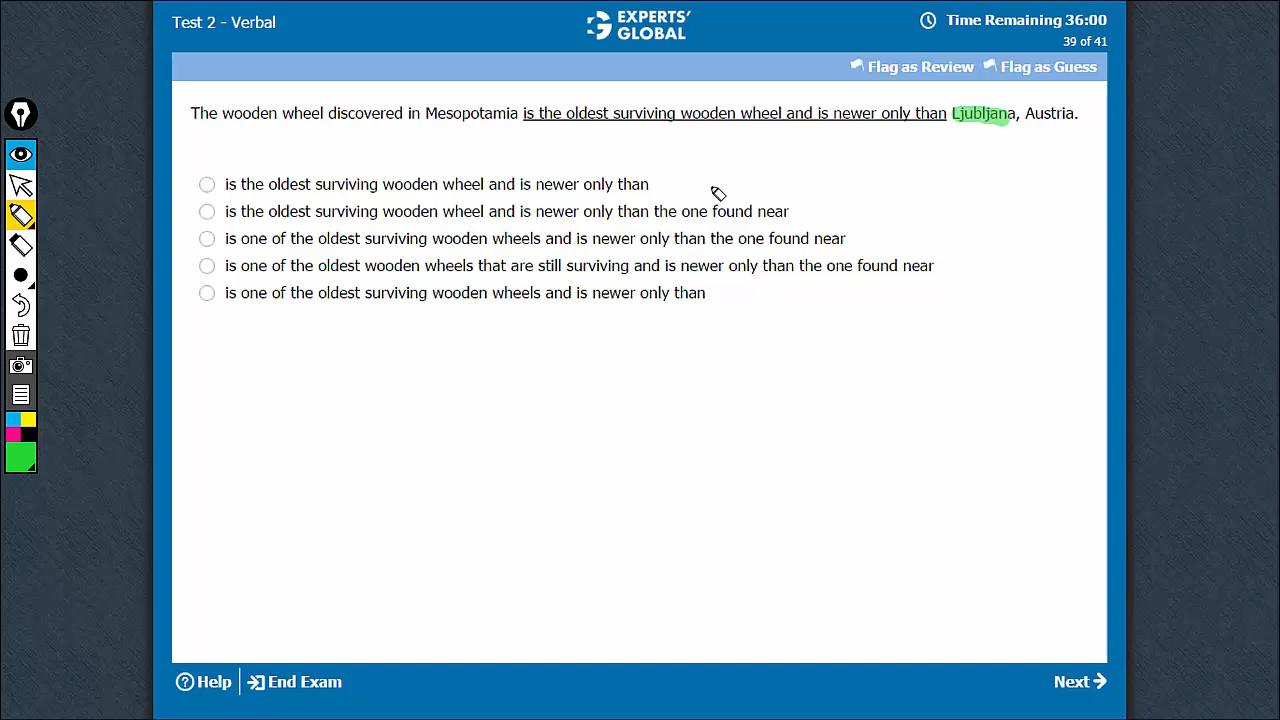 Test 2 - Verbal
EXPERTS'
GLOBAL
Time Remaining 36:00
39 of 41
Flag as Review Flag as Guess
The wooden wheel discovered in Mesopotamia is the oldest surviving wooden wheel and is newer only than Ljubljana, Austria.
is the oldest surviving wooden wheel and is newer only than
is the oldest surviving wooden wheel and is newer only than the one found near
is one of the oldest surviving wooden wheels and is newer only than the one found near
is one of the oldest wooden wheels that are still surviving and is newer only than the one found near
is one of the oldest surviving wooden wheels and is newer only than
Help End Exam Next